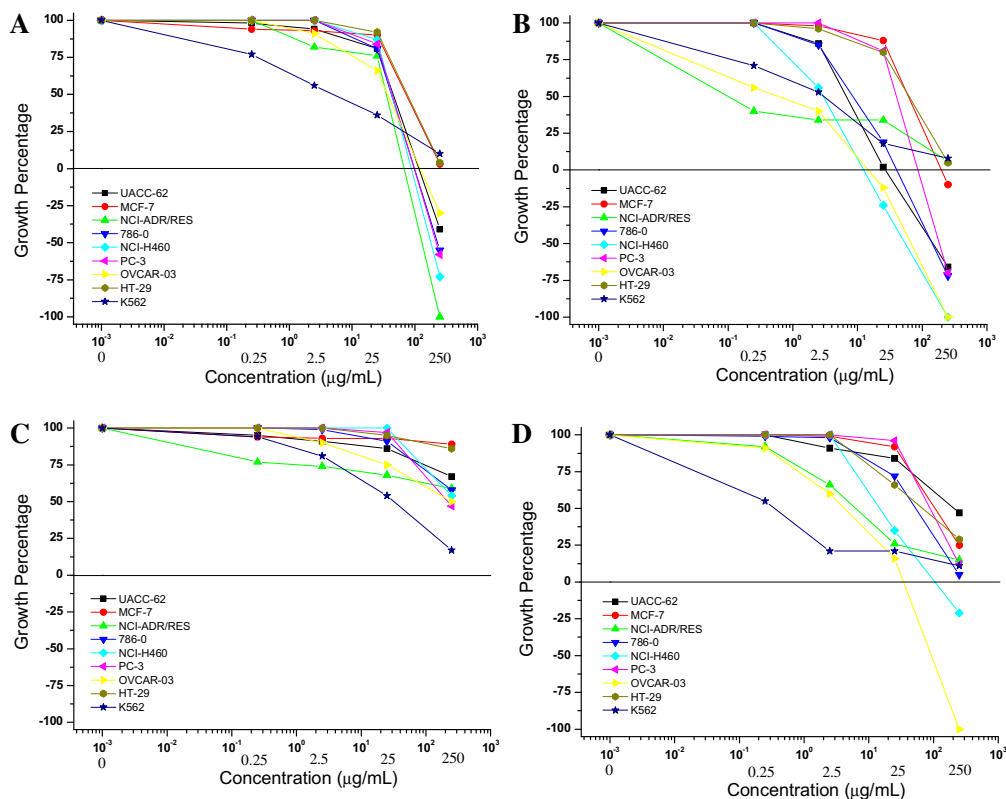 A
Growth Percentage
100
75
50
25
0
-25
-50
-75
-100
UACC-62
MCF-7
NCI-ADR/RES
786-0
NCI-H460
PC-3
OVCAR-03
HT-29
K562
10^-3 10^-2 10^-1 10^0 10^1 10^2 10^3
0 0.25 2.5 25 250
Concentration (μg/mL)
B
Growth Percentage
100
75
50
25
0
-25
-50
-75
-100
UACC-62
MCF-7
NCI-ADR/RES
786-0
NCI-H460
PC-3
OVCAR-03
HT-29
K562
10^-3 10^-2 10^-1 10^0 10^1 10^2 10^3
0 0.25 2.5 25 250
Concentration (μg/mL)
C
Growth Percentage
100
75
50
25
0
-25
-50
-75
-100
UACC-62
MCF-7
NCI-ADR/RES
786-0
NCI-H460
PC-3
OVCAR-03
HT-29
K562
10^-3 10^-2 10^-1 10^0 10^1 10^2 10^3
0 0.25 2.5 25 250
Concentration (μg/mL)
D
Growth Percentage
100
75
50
25
0
-25
-50
-75
-100
UACC-62
MCF-7
NCI-ADR/RES
786-0
NCI-H460
PC-3
OVCAR-03
HT-29
K562
10^-3 10^-2 10^-1 10^0 10^1 10^2 10^3
0 0.25 2.5 25 250
Concentration (μg/mL)